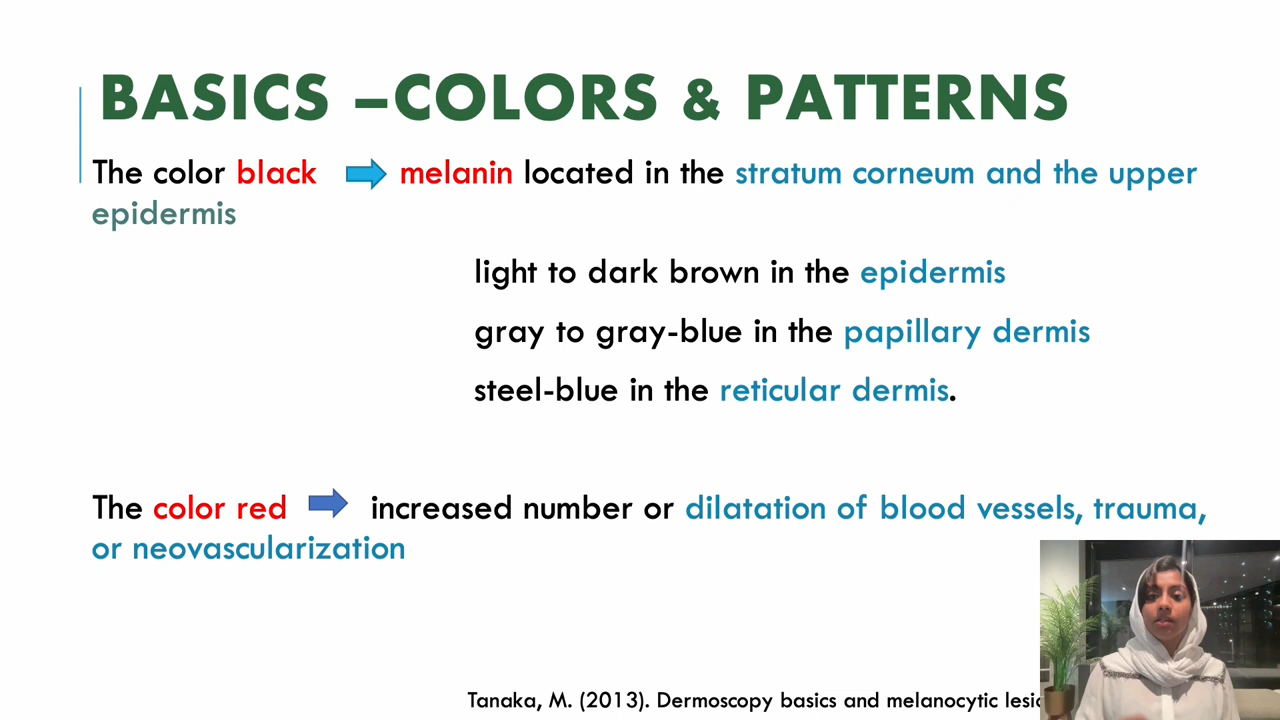 BASICS –COLORS & PATTERNS
The color black melanin located in the stratum corneum and the upper
epidermis
light to dark brown in the epidermis
gray to gray-blue in the papillary dermis
steel-blue in the reticular dermis.
The color red increased number or dilatation of blood vessels, trauma,
or neovascularization
Tanaka, M. (2013). Dermoscopy basics and melanocytic